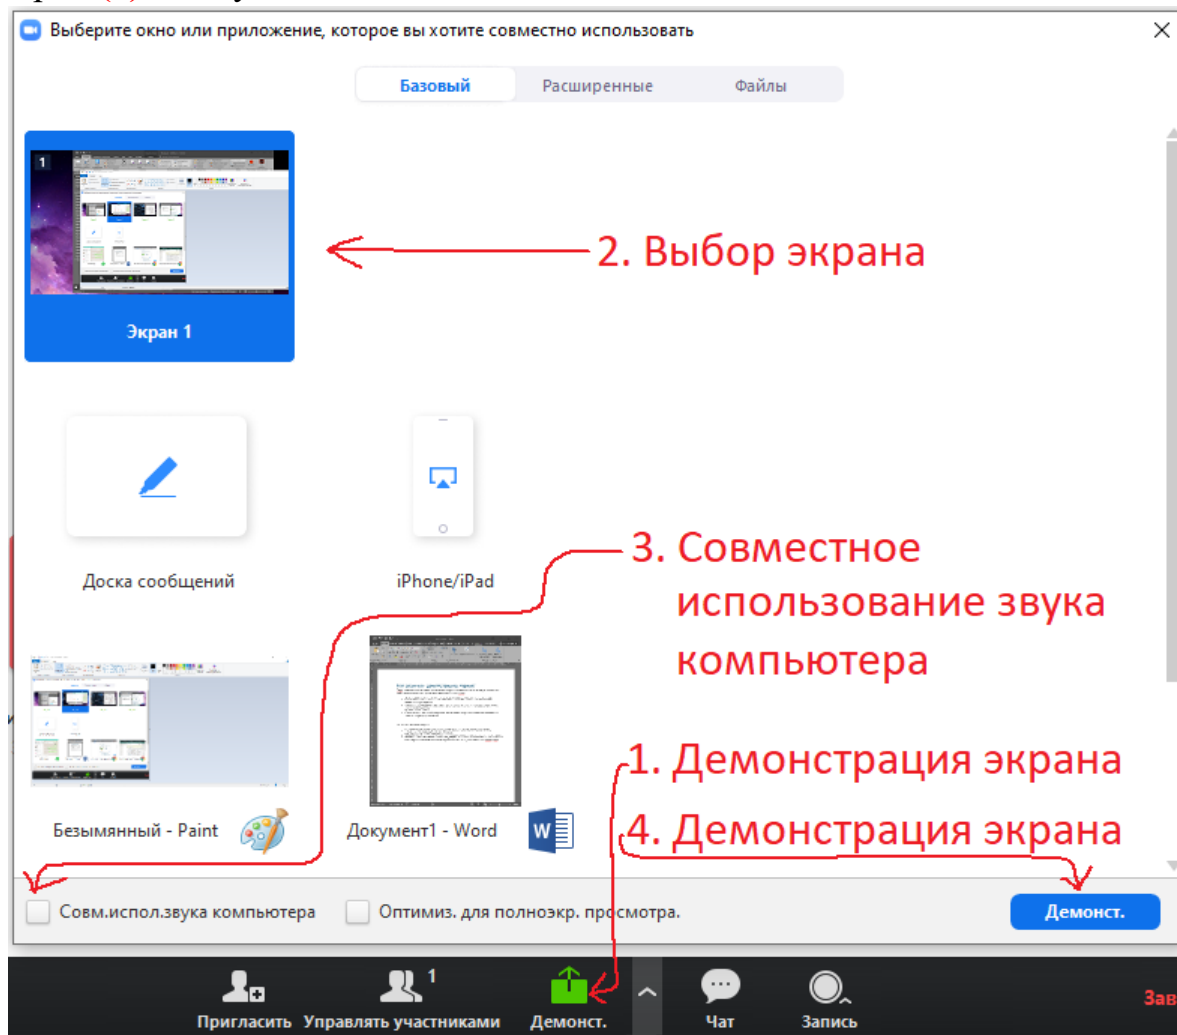 (
)
Выберите окно или приложение, которое вы хотите совместно использовать
Базовый Расширенные Файлы
1
Экран 1
2. Выбор экрана
Доска сообщений iPhone/iPad
3. Совместное
использование звука
компьютера
Безымянный - Paint Документ1 - Word
W
1. Демонстрация экрана
4. Демонстрация экрана
Совм.испол.звука компьютера Оптимиз. для полноэкр. просмотра. Демонст.
1
Пригласить Управлять участниками Демонст. Чат Запись
Зав